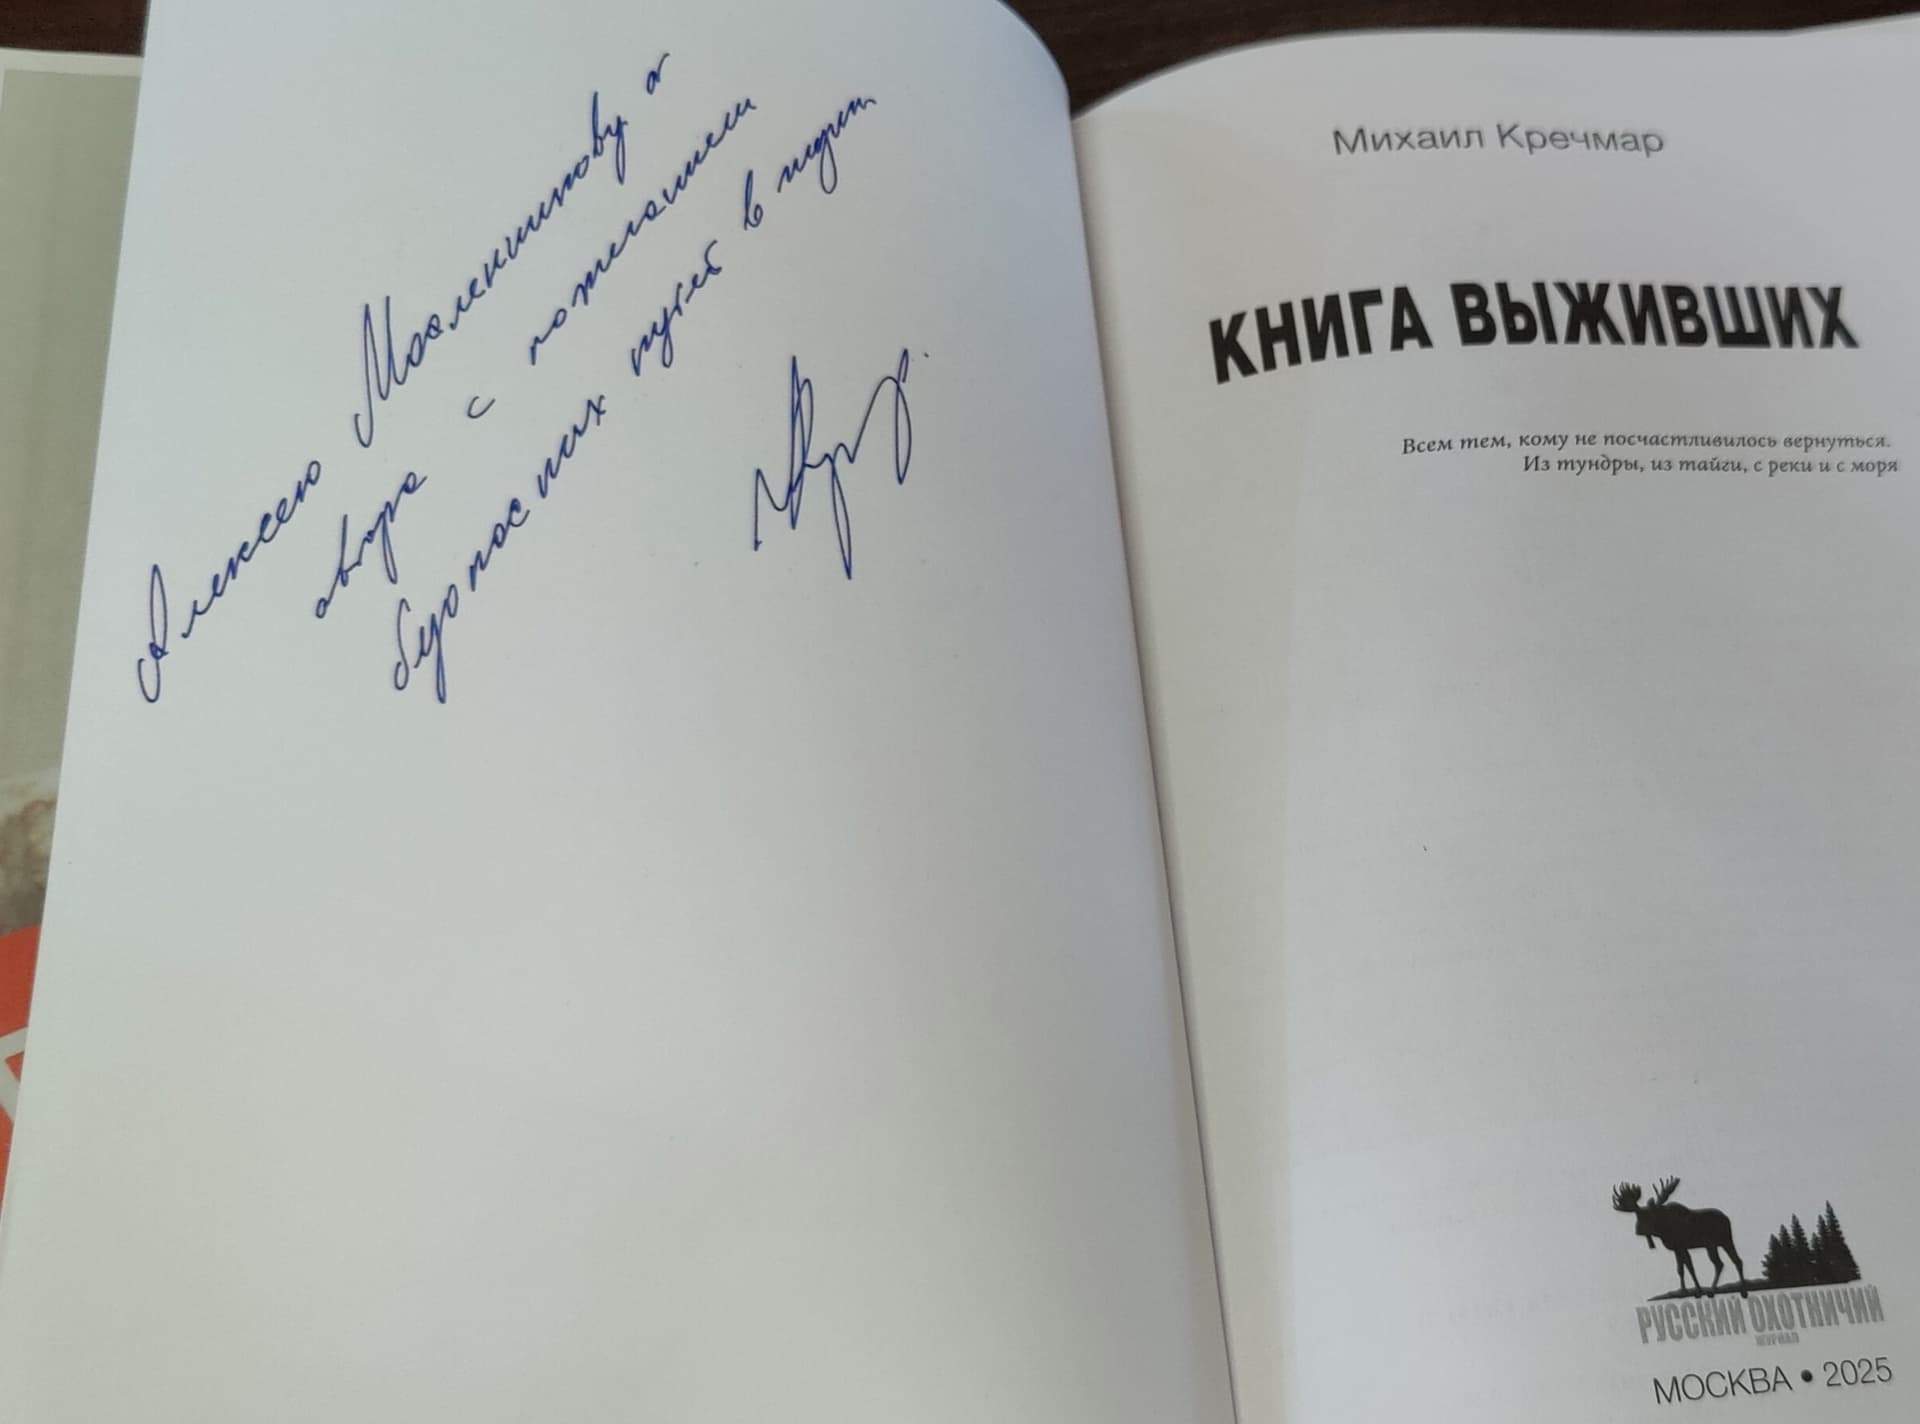 Алексею Масленникову от
автора с пожеланием
безопасных путей в
Михаил Кречмар
КНИГА ВЫЖИВШИХ
Всем тем, кому не посчастливилось вернуться.
Из тундры, из тайги, с реки и с моря
РУССКИЙ ОХОТНИЧИЙ
ЖУРНАЛ
МОСКВА • 2025